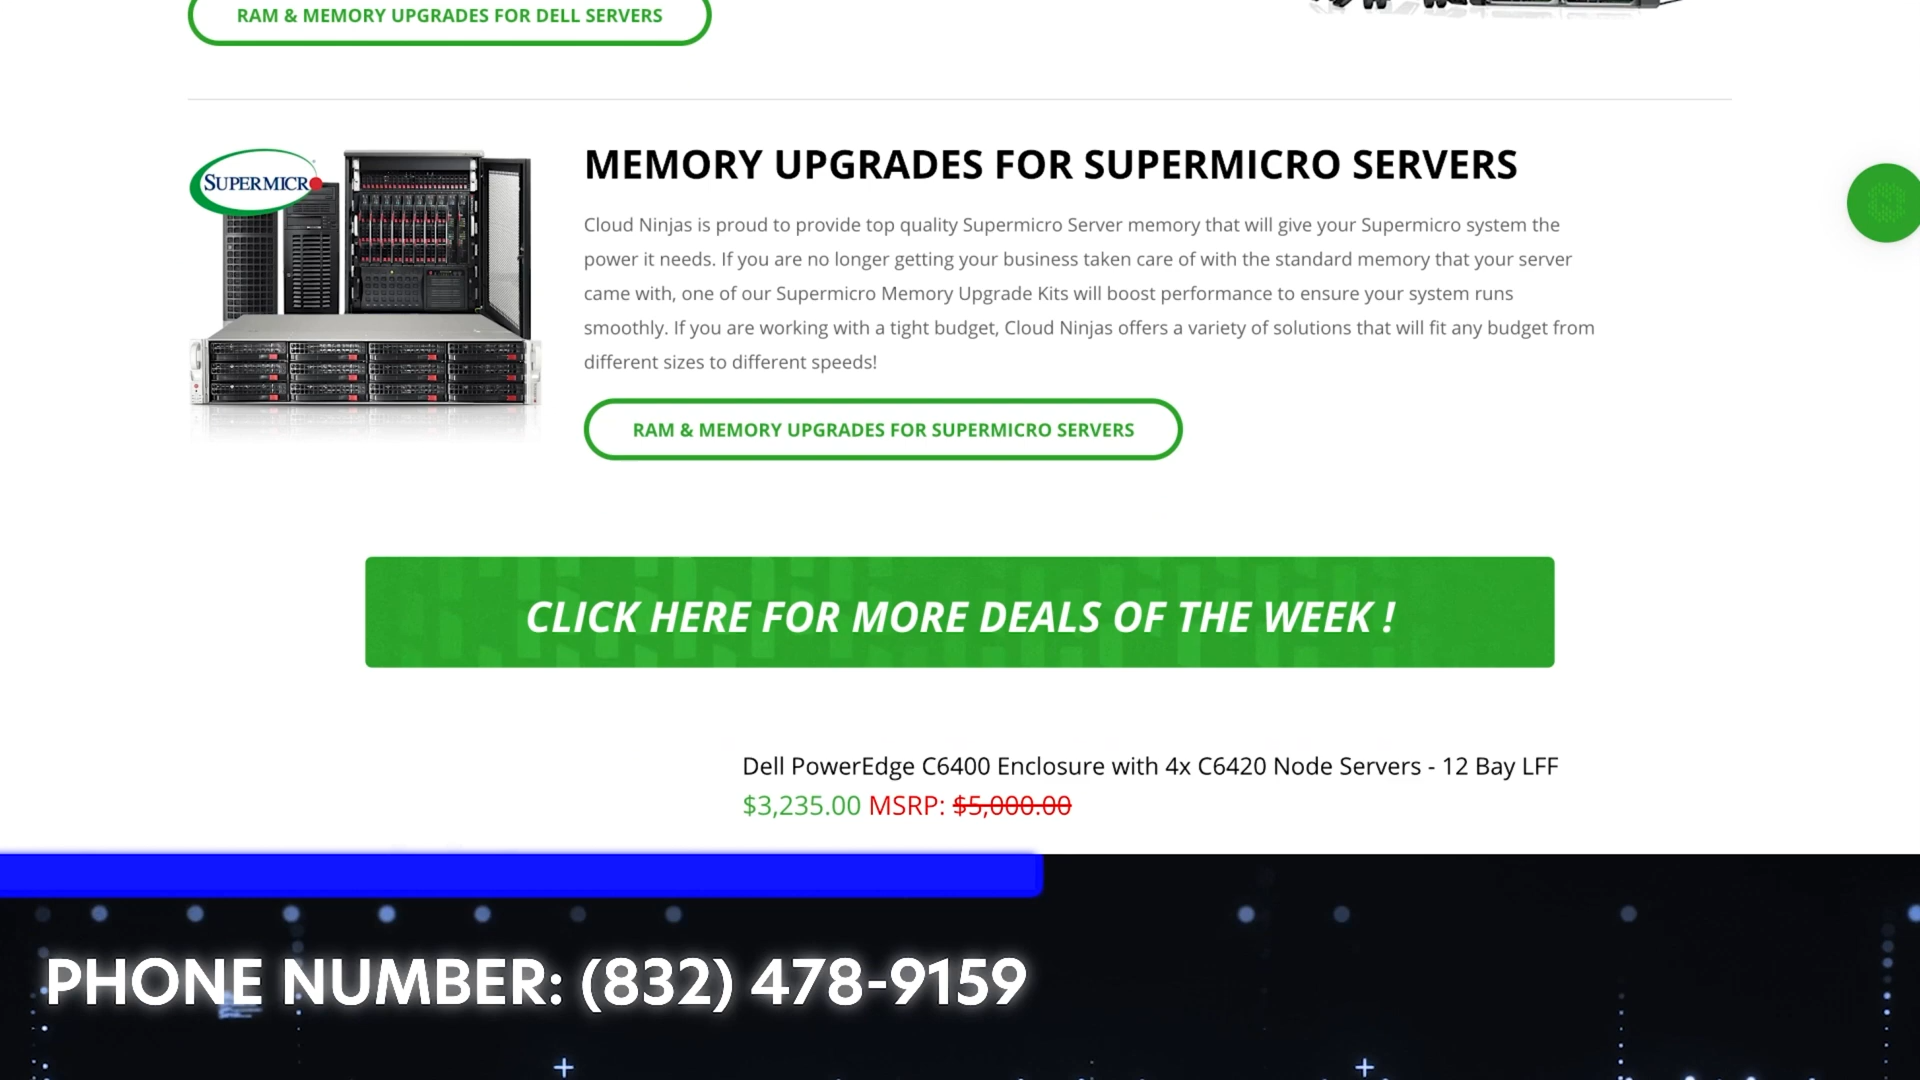 RAM & MEMORY UPGRADES FOR DELL SERVERS
SUPERMICR
MEMORY UPGRADES FOR SUPERMICRO SERVERS
Cloud Ninjas is proud to provide top quality Supermicro Server memory that will give your Supermicro system the
power it needs. If you are no longer getting your business taken care of with the standard memory that your server
came with, one of our Supermicro Memory Upgrade Kits will boost performance to ensure your system runs
smoothly. If you are working with a tight budget, Cloud Ninjas offers a variety of solutions that will fit any budget from
different sizes to different speeds!
RAM & MEMORY UPGRADES FOR SUPERMICRO SERVERS
CLICK HERE FOR MORE DEALS OF THE WEEK !
Dell PowerEdge C6400 Enclosure with 4x C6420 Node Servers - 12 Bay LFF
$3,235.00 MSRP: $5,000.00
PHONE NUMBER: (832) 478-9159